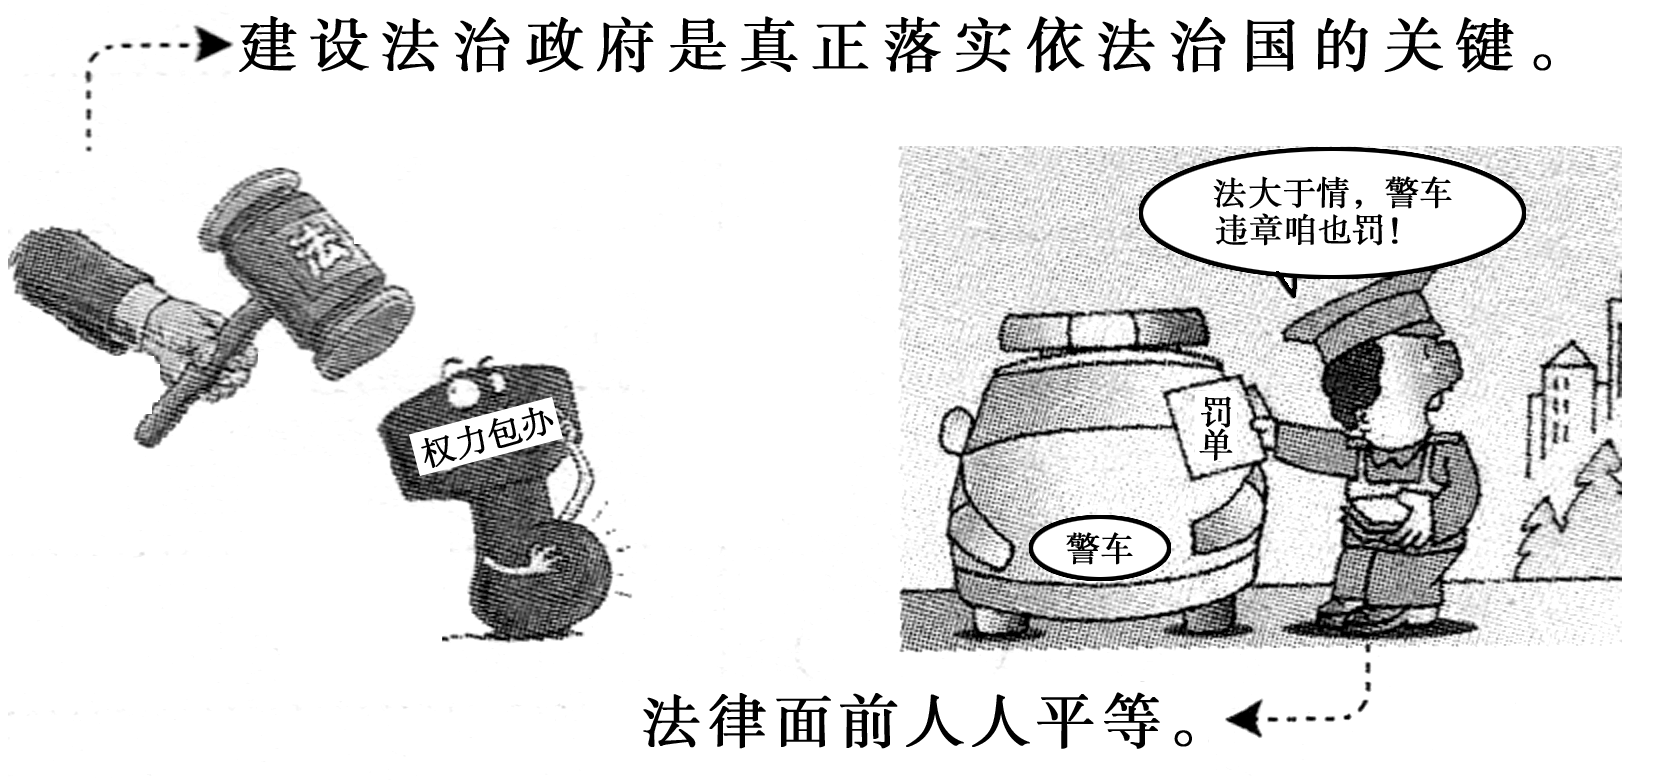 建设法治政府是真正落实依法治国的关键。
法大于情，警车
违章咱也罚！
法
权力包办
罚单
警车
法律面前人人平等。